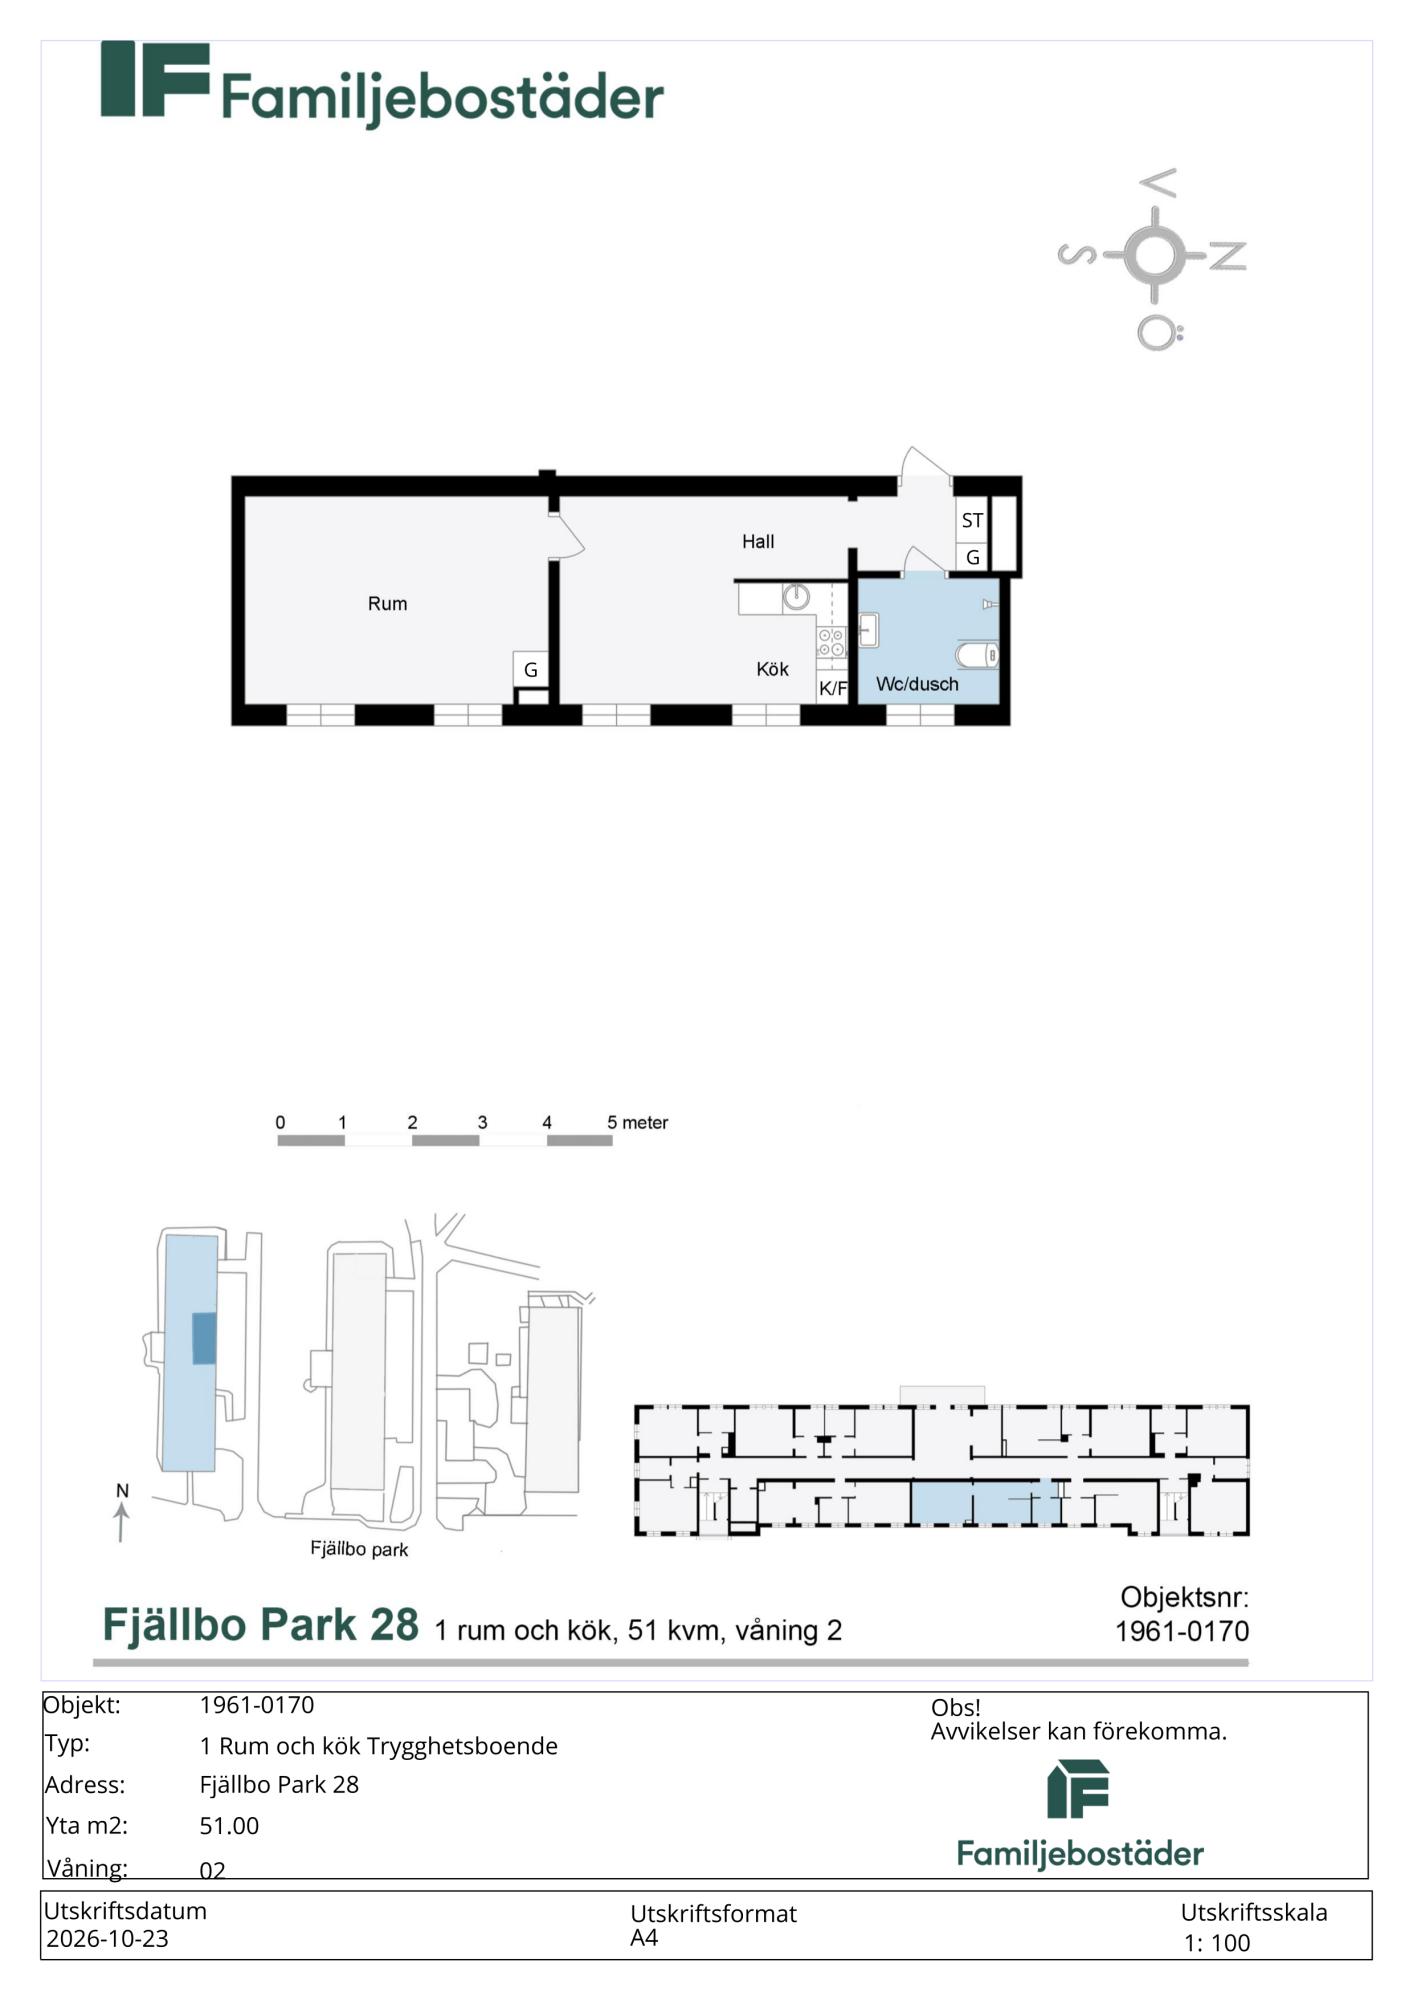 Familjebostäder
V
S
N
Ö
ST
Hall
G
Rum
G
Kök
K/F
Wc/dusch
0 1 2 3 4 5 meter
N
Fjällbo park
Fjällbo Park 28 1 rum och kök, 51 kvm, våning 2
Objektsnr:
1961-0170
Objekt: 1961-0170
Typ: 1 Rum och kök Trygghetsboende
Adress: Fjällbo Park 28
Yta m2: 51.00
Våning: 02
Obs!
Avvikelser kan förekomma.
Familjebostäder
Utskriftsdatum
2026-10-23
Utskriftsformat
A4
Utskriftsskala
1: 100